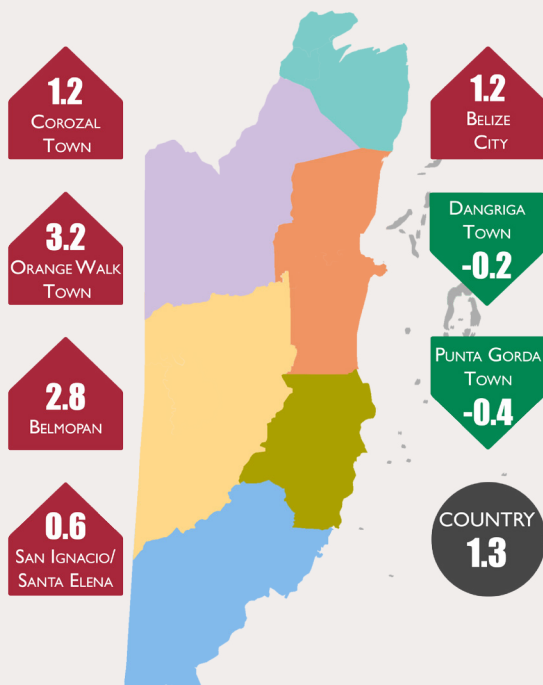 1.2
Corozal
Town
3.2
Orange Walk
Town
2.8
Belmopan
0.6
San Ignacio/
Santa Elena
1.2
Belize
City
Dangriga
Town
-0.2
Punta Gorda
Town
-0.4
COUNTRY
1.3